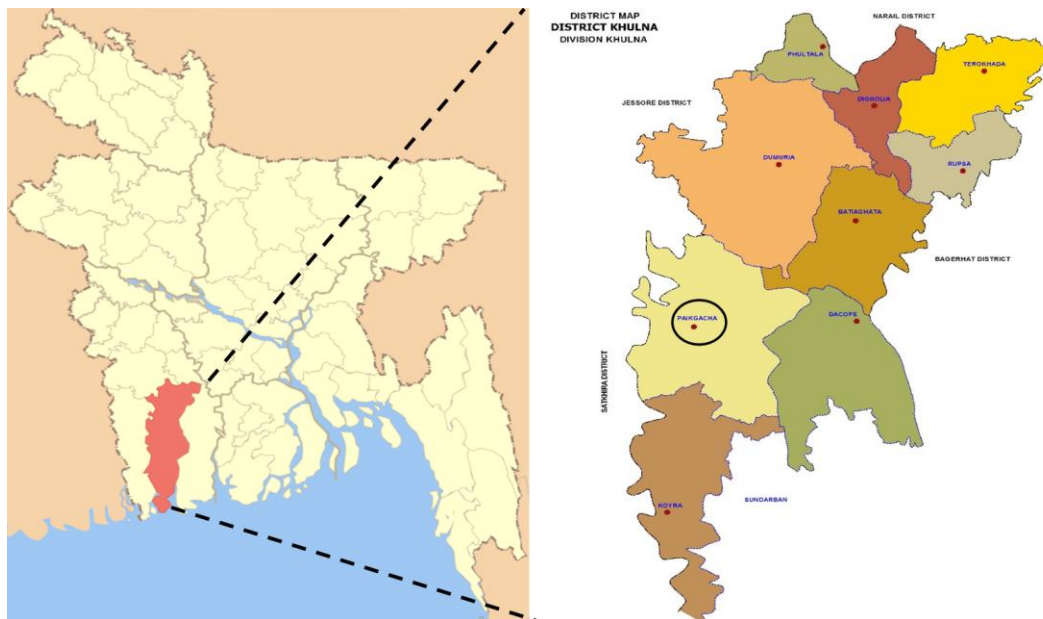 DISTRICT MAP
DISTRICT KHULNA
DIVISION KHULNA
NARAIL DISTRICT
PHULTALA
TEROKHADA
JESSORE DISTRICT
DIGHOLIA
DUMURIA
RUPSA
BATIAGHATA
BAGERHAT DISTRICT
PAIKGACHA
DACOPE
SATKHIRA DISTRICT
SUNDARBAN
KOYRA